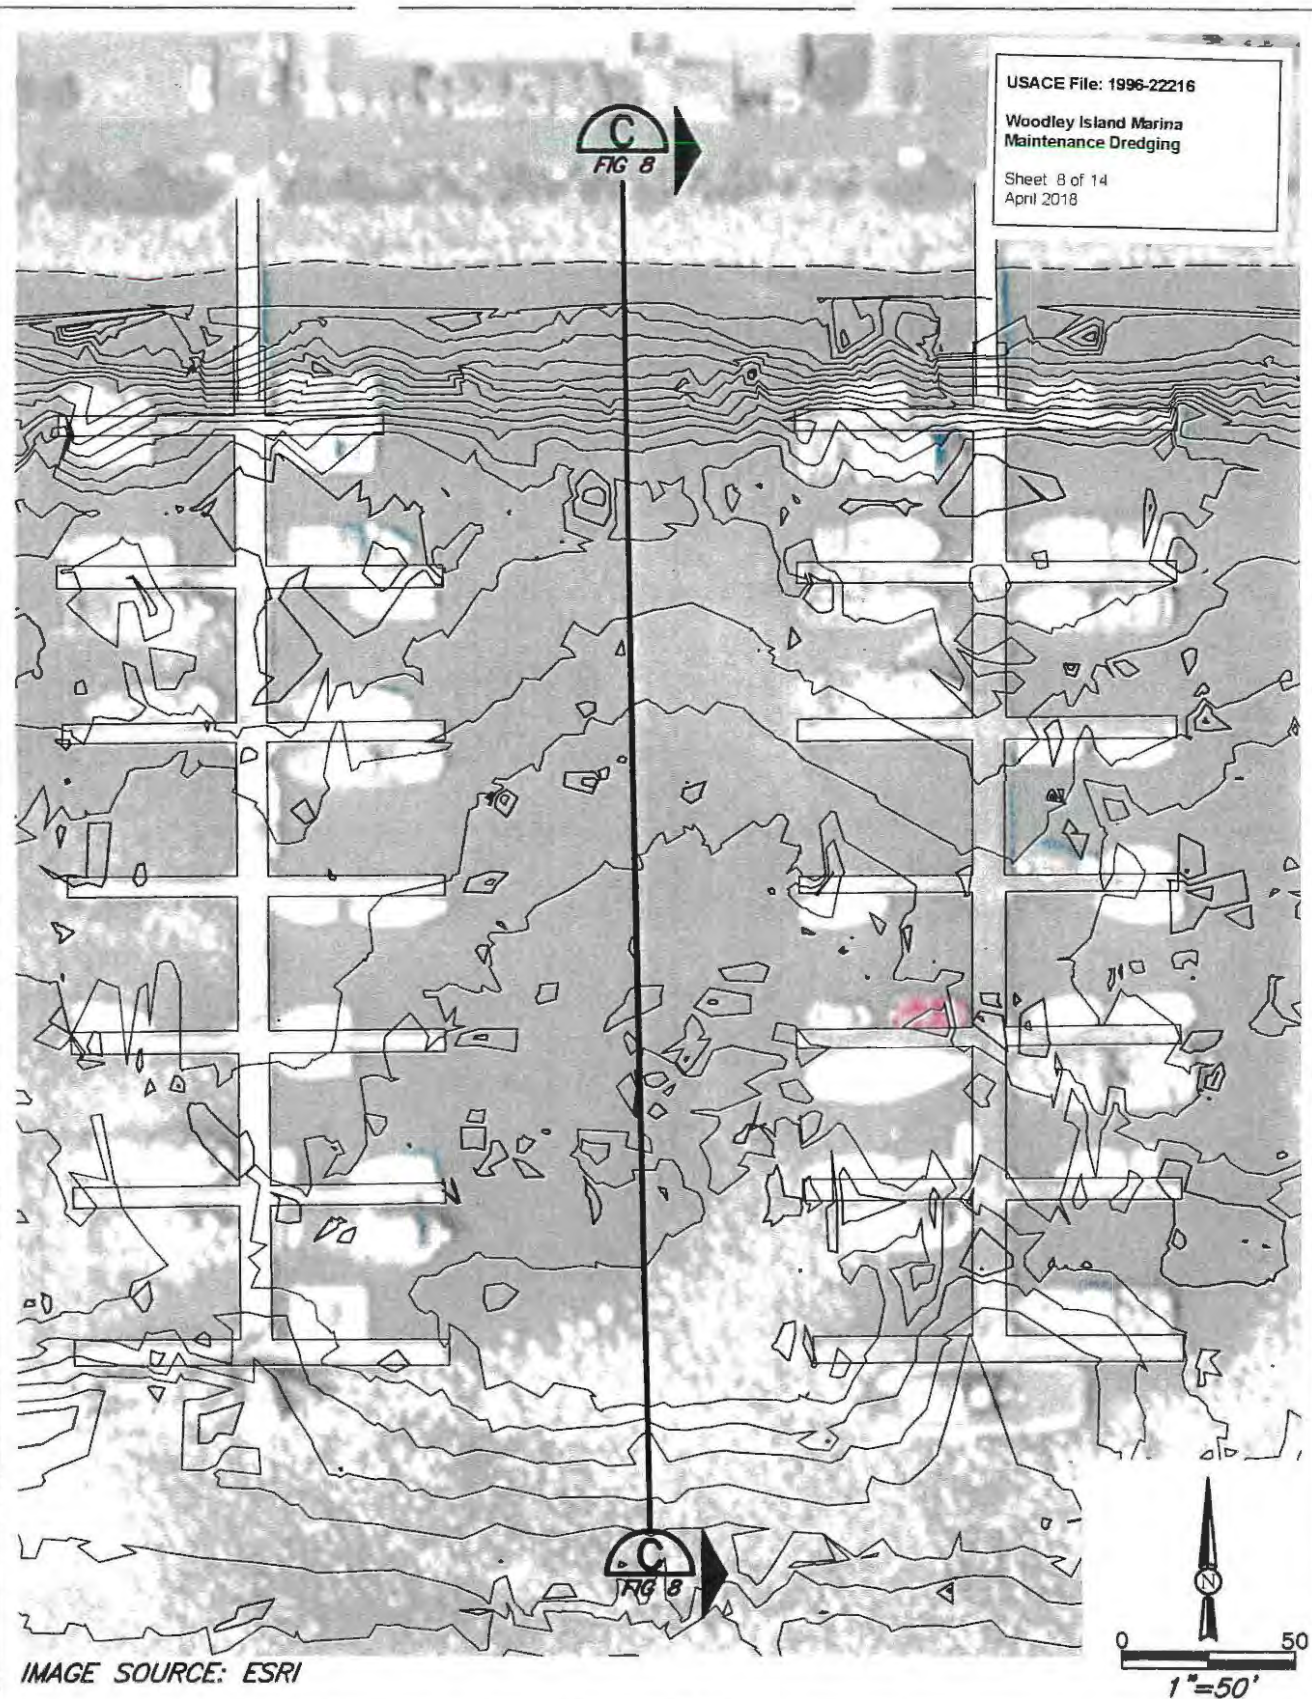 USACE File: 1996-22216
Woodley Island Marina
Maintenance Dredging
Sheet 8 of 14
April 2018
C
FIG 8
C
FIG 8
N
0 50
1"=50'
IMAGE SOURCE: ESRI